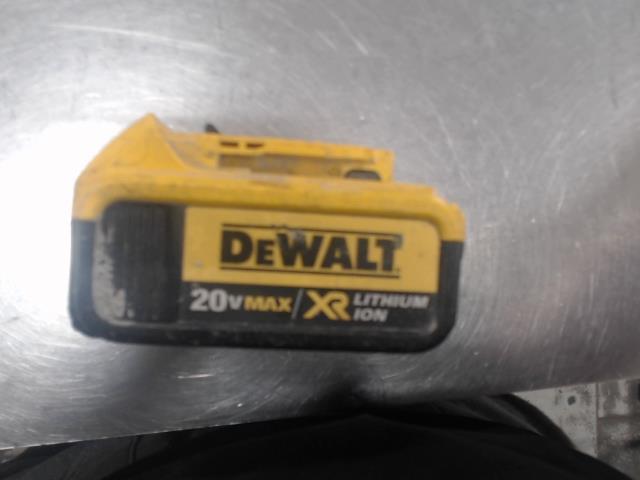 DEWALT
20V MAX / XR LITHIUM
ION